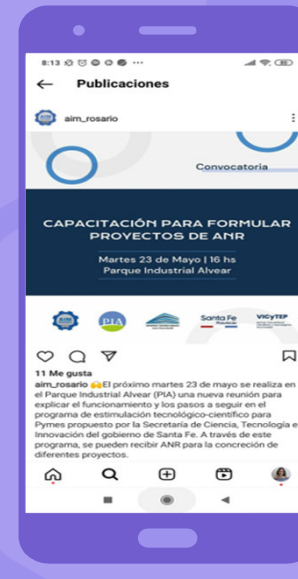 8:13
Publicaciones
aim_rosario
Convocatoria
CAPACITACIÓN PARA FORMULAR
PROYECTOS DE ANR
Martes 23 de Mayo | 16 hs
Parque Industrial Alvear
AIM
PIA
Santa Fe
Provincia
VICyTEP
11 Me gusta
aim_rosario 🙌El próximo martes 23 de mayo se realiza en
el Parque Industrial Alvear (PIA) una nueva reunión para
explicar el funcionamiento y los pasos a seguir en el
programa de estimulación tecnológico-científico para
Pymes propuesto por la Secretaría de Ciencia, Tecnología e
Innovación del gobierno de Santa Fe. A través de este
programa, se pueden recibir ANR para la concreción de
diferentes proyectos.